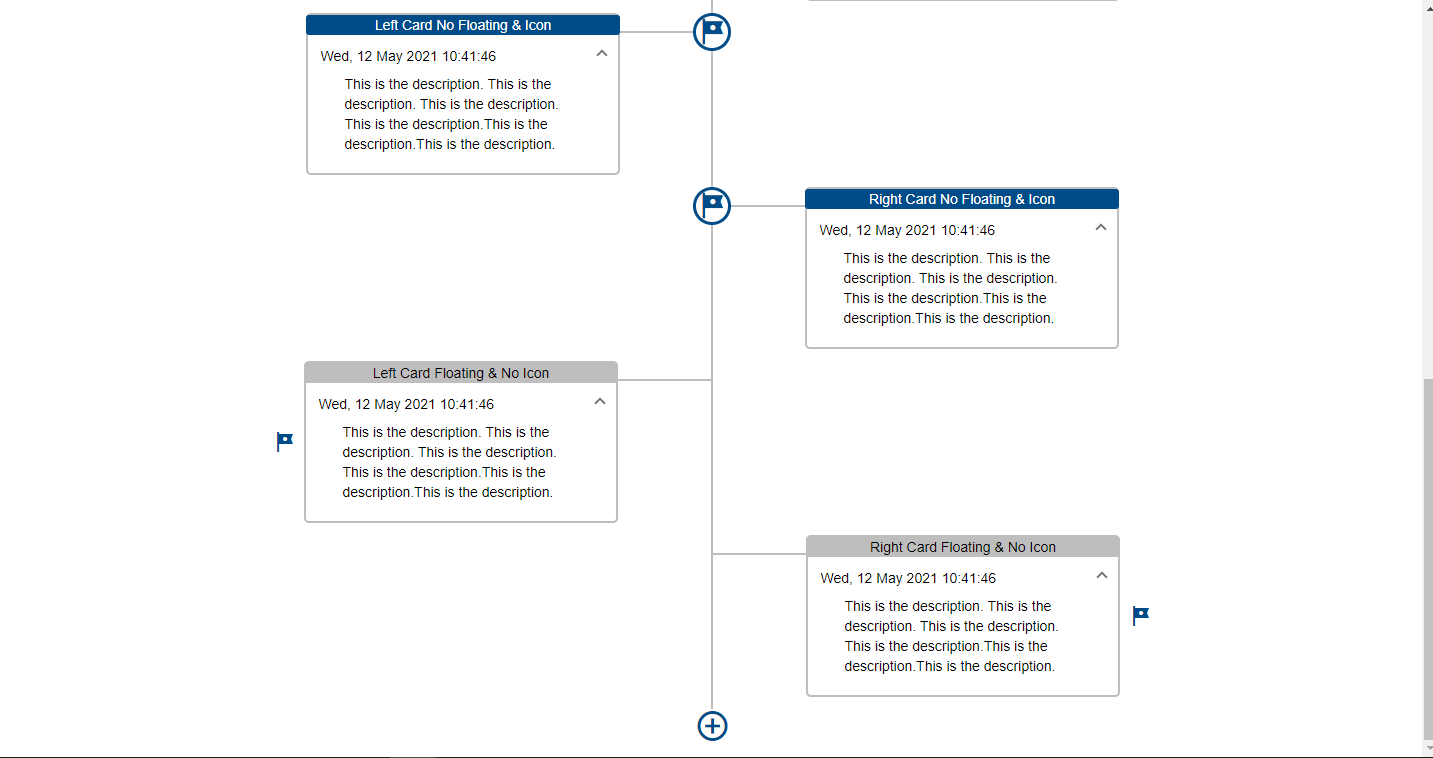 Left Card No Floating & Icon
Wed, 12 May 2021 10:41:46
This is the description. This is the
description. This is the description.
This is the description.This is the
description.This is the description.
Right Card No Floating & Icon
Wed, 12 May 2021 10:41:46
This is the description. This is the
description. This is the description.
This is the description.This is the
description.This is the description.
Left Card Floating & No Icon
Wed, 12 May 2021 10:41:46
This is the description. This is the
description. This is the description.
This is the description.This is the
description.This is the description.
Right Card Floating & No Icon
Wed, 12 May 2021 10:41:46
This is the description. This is the
description. This is the description.
This is the description.This is the
description.This is the description.